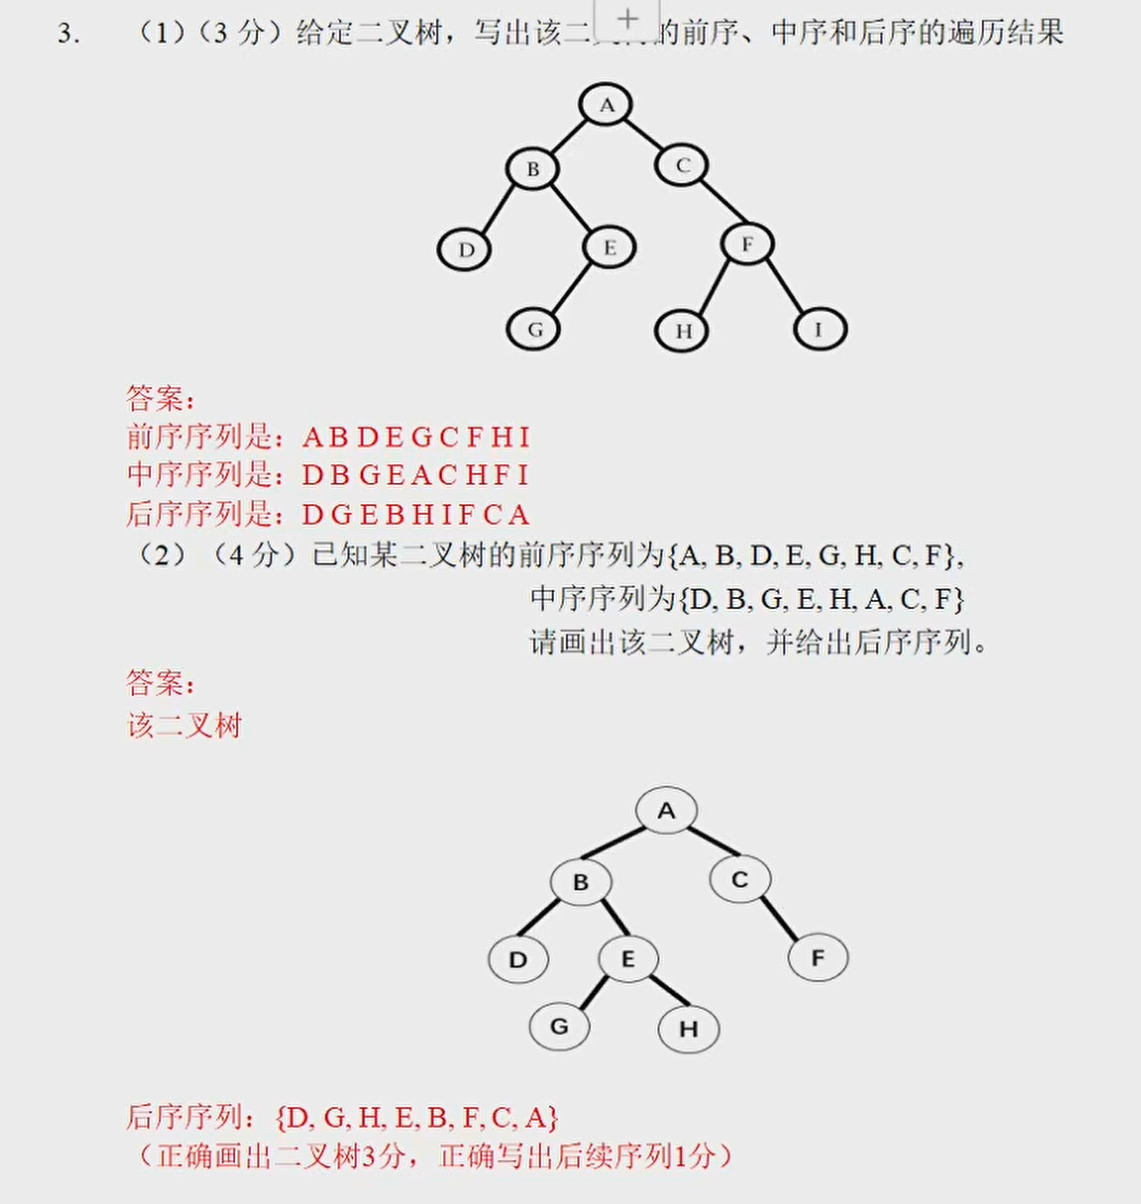 3. （1）（3 分）给定二叉树，写出该二 的前序、中序和后序的遍历结果
+
A
B
C
D
E
F
G
H
I
答案：
前序序列是：A B D E G C F H I
中序序列是：D B G E A C H F I
后序序列是：D G E B H I F C A
（2）（4 分）已知某二叉树的前序序列为{A, B, D, E, G, H, C, F},
中序序列为{D, B, G, E, H, A, C, F}
请画出该二叉树，并给出后序序列。
答案：
该二叉树
A
B
C
D
E
F
G
H
后序序列：{D, G, H, E, B, F, C, A}
（正确画出二叉树3分，正确写出后续序列1分）